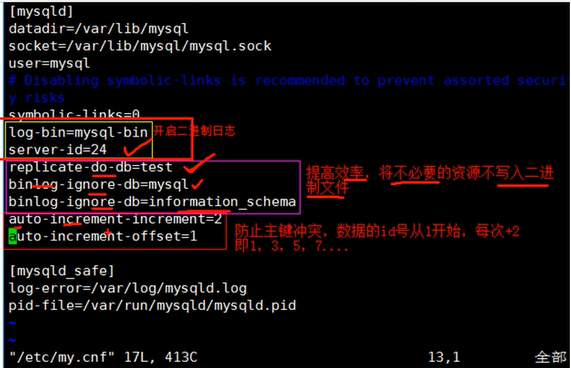 [mysqld]
datadir=/var/lib/mysql
socket=/var/lib/mysql/mysql.sock
user=mysql
# Disabling symbolic-links is recommended to prevent assorted securit
y risks
symbolic-links=0
log-bin=mysql-bin 开启二进制日志
server-id=24
replicate-do-db=test
binlog-ignore-db=mysql
binlog-ignore-db=information_schema
提高效率，将不必要的资源不写入二进
制文件
auto-increment-increment=2
auto-increment-offset=1
防止主键冲突，数据的id号从1开始，每次+2
即1，3，5，7....
[mysqld_safe]
log-error=/var/log/mysqld.log
pid-file=/var/run/mysqld/mysqld.pid
~
~
"/etc/my.cnf" 17L, 413C 13,1 全部